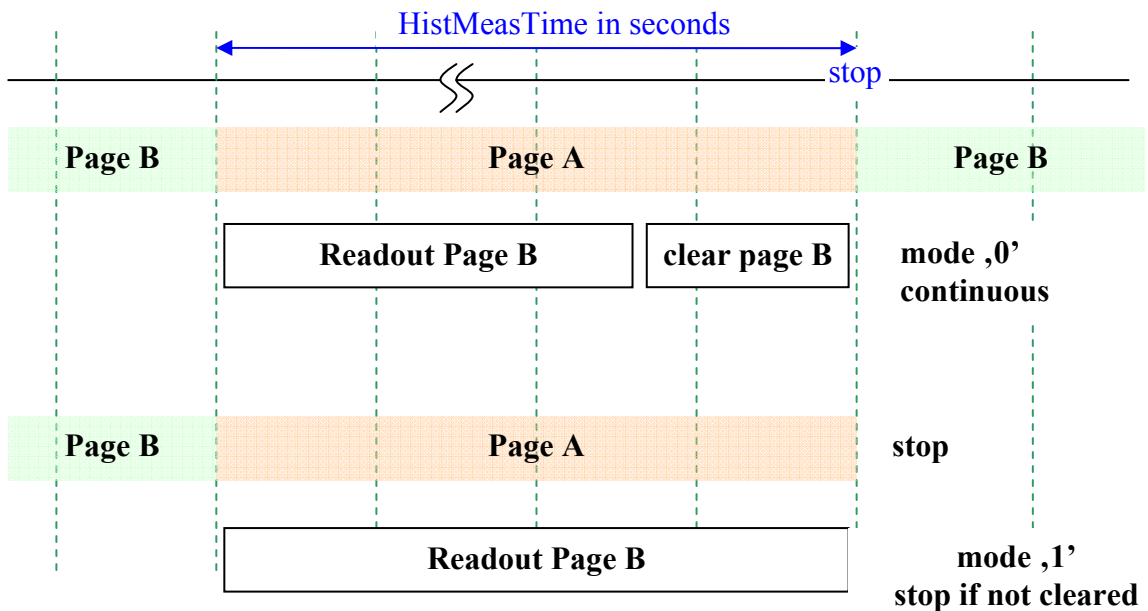 HistMeasTime in seconds
stop
Page B
Page A
Page B
Readout Page B
clear page B
mode ‚0’
continuous
Page B
Page A
stop
Readout Page B
mode ‚1’
stop if not cleared